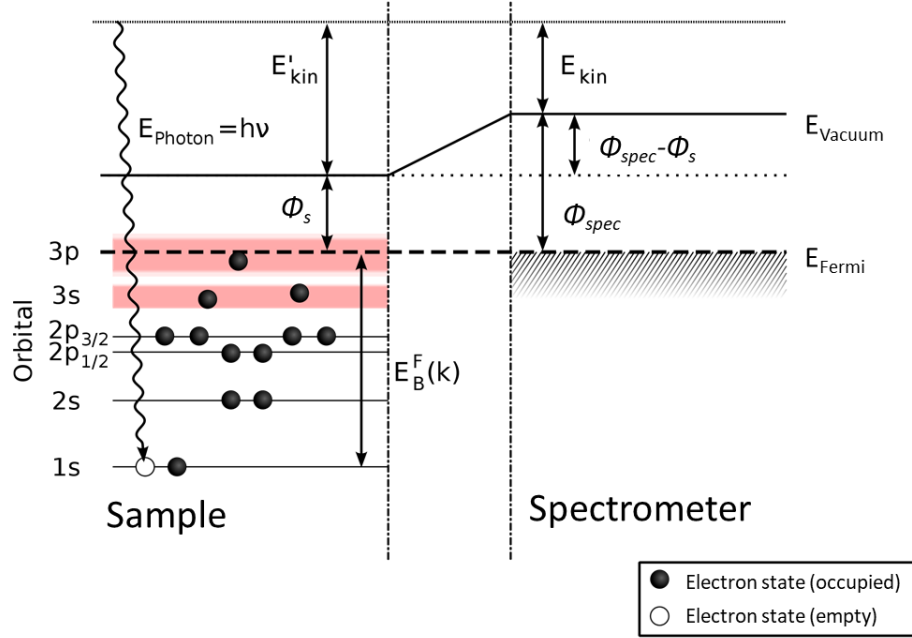 E'kin
E kin
EPhoton=hν
EVacuum
Φspec-Φs
Φs
Φspec
3p
EFermi
3s
Orbital
2p3/2
2p1/2
EFB(k)
2s
1s
Sample
Spectrometer
Electron state (occupied)
Electron state (empty)